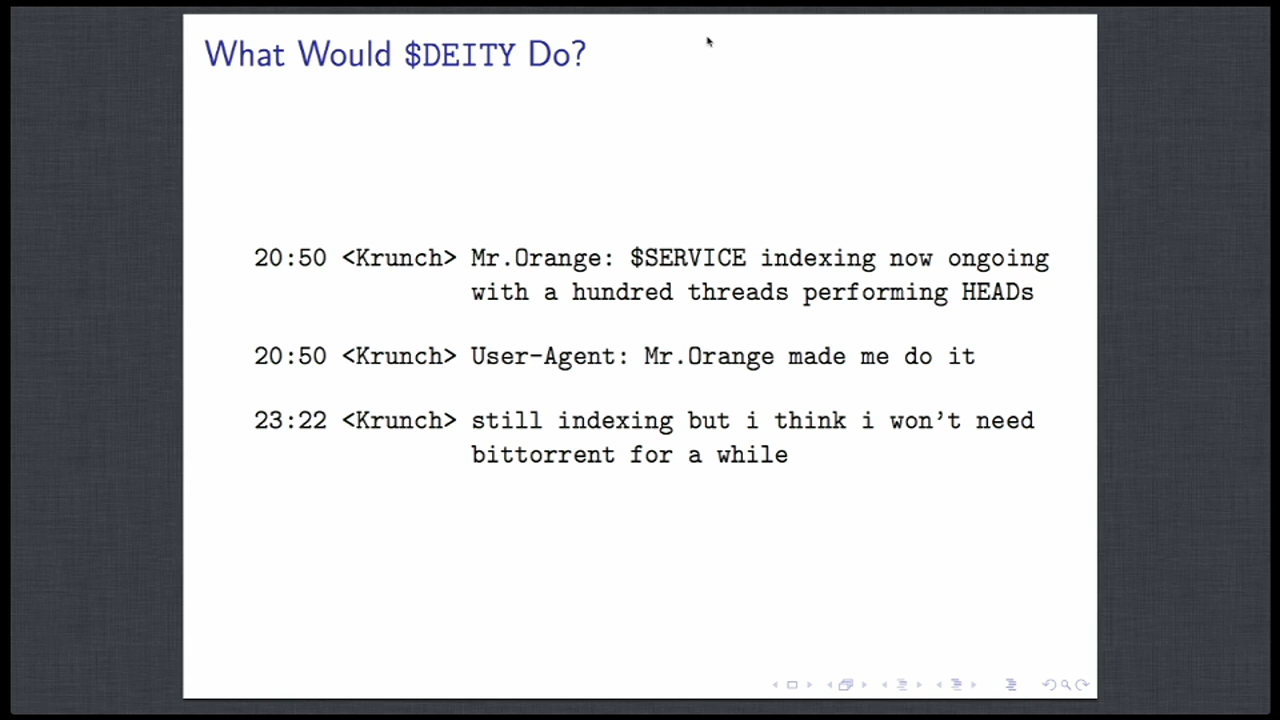 What Would $DEITY Do?
20:50 <Krunch> Mr.Orange: $SERVICE indexing now ongoing
with a hundred threads performing HEADs
20:50 <Krunch> User-Agent: Mr.Orange made me do it
23:22 <Krunch> still indexing but i think i won't need
bittorrent for a while